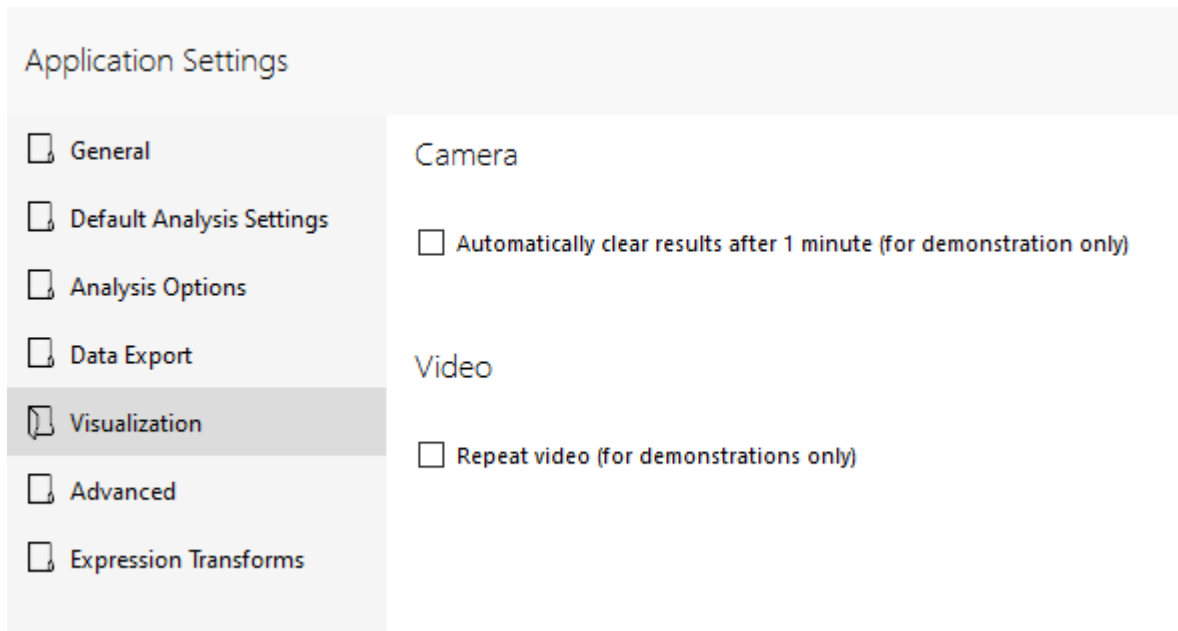 Application Settings
General
Default Analysis Settings
Analysis Options
Data Export
Visualization
Advanced
Expression Transforms
Camera
Automatically clear results after 1 minute (for demonstration only)
Video
Repeat video (for demonstrations only)